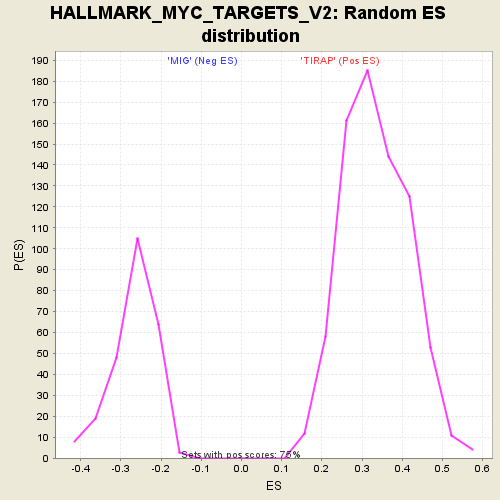 HALLMARK_MYC_TARGETS_V2: Random ES
distribution
'MIG' (Neg ES)
'TIRAP' (Pos ES)
190
180
170
160
150
140
130
120
110
100
90
80
70
60
50
40
30
20
10
0
P(ES)
Sets with pos scores: 75%
-0.4 -0.3 -0.2 -0.1 0.0 0.1 0.2 0.3 0.4 0.5 0.6
ES